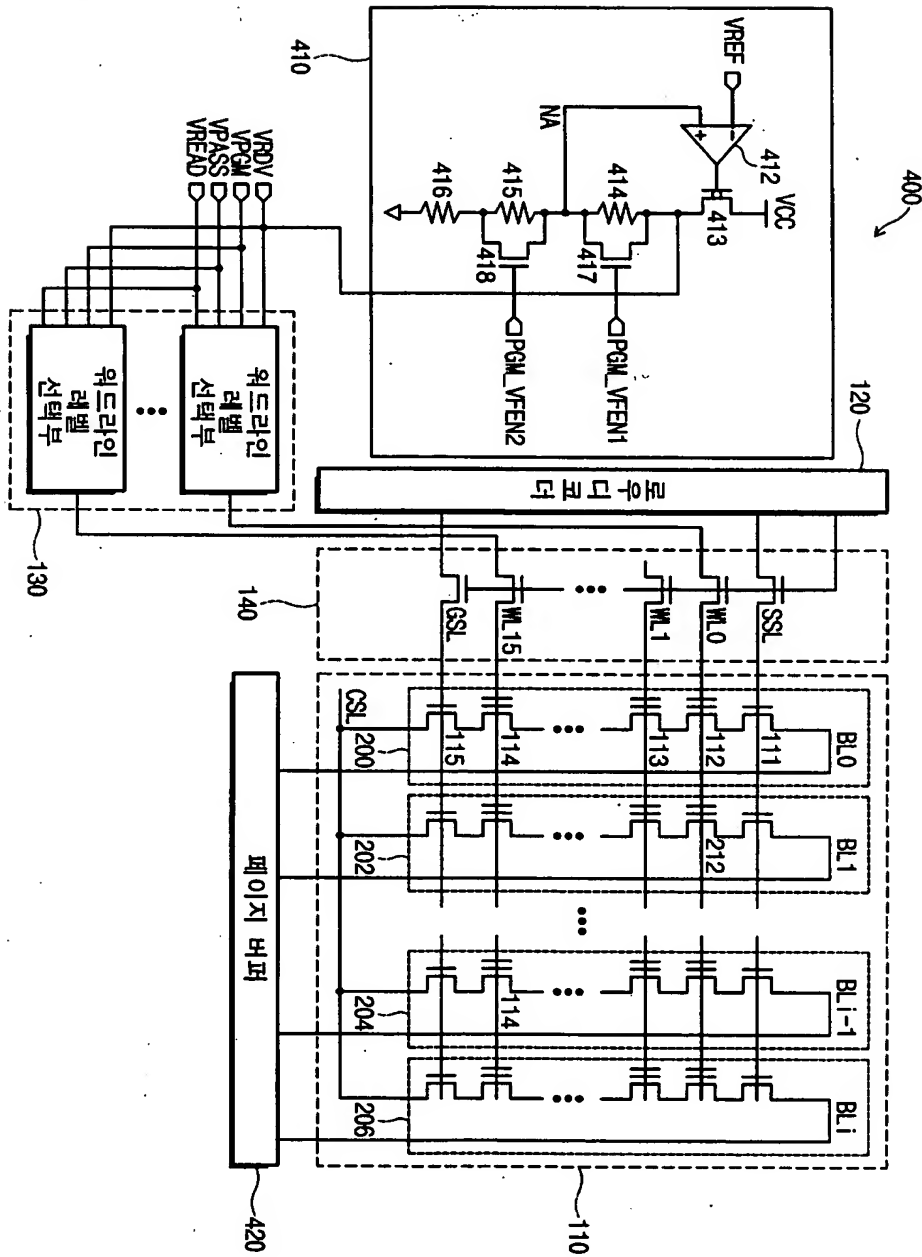 400
410
VREF
412
VCC
413
NA
414
417
PGM_VFEN1
415
418
PGM_VFEN2
416
VRDV
VPGM
VPASS
VREAD
워드라인
레벨
선택부
워드라인
레벨
선택부
130
120
로우 디코더
140
SSL
WL0
WL1
WL15
GSL
BL0
111
112
113
114
115
CSL
200
BL1
212
202
BLi-1
114
204
BLi
206
110
페이지 버퍼
420